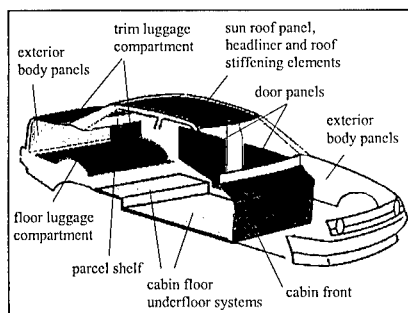 trim luggage
compartment
sun roof panel,
headliner and roof
stiffening elements
exterior
body panels
door panels
exterior
body panels
floor luggage
compartment
parcel shelf
cabin floor
underfloor systems
cabin front